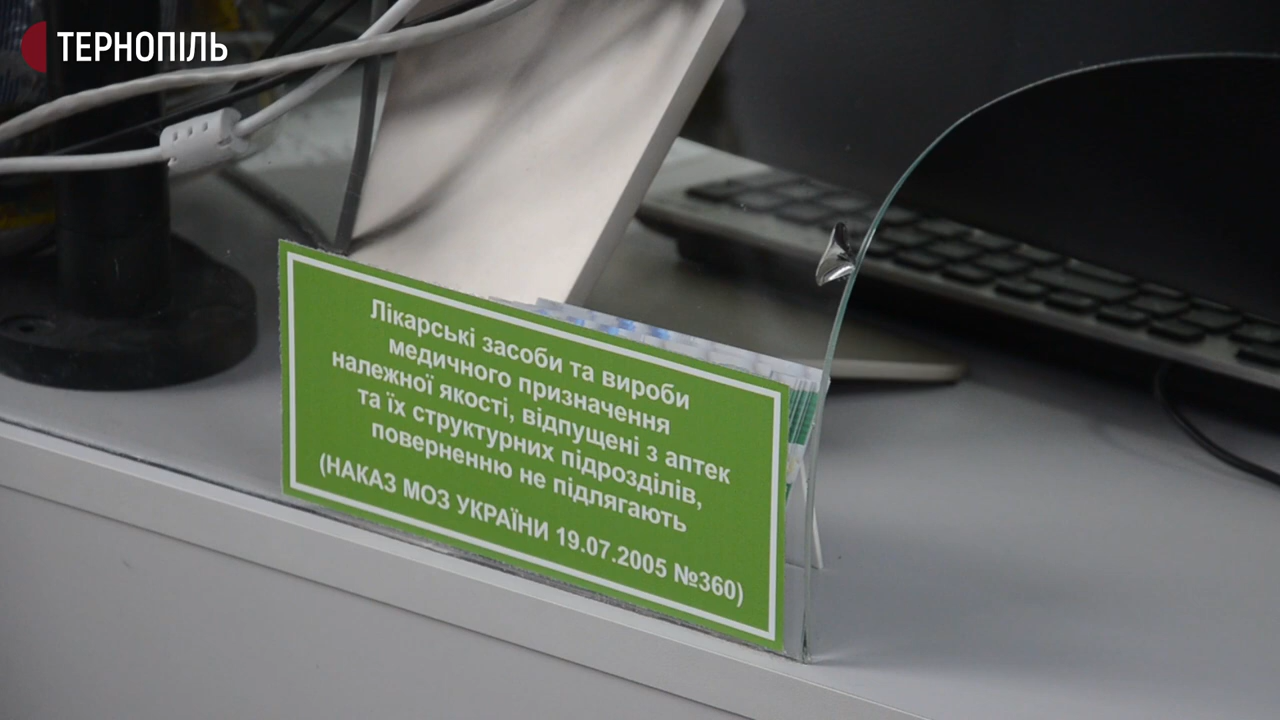 ТЕРНОПІЛЬ
Лікарські засоби та вироби
медичного призначення
належної якості, відпущені з аптек
та їх структурних підрозділів,
поверненню не підлягають
(НАКАЗ МОЗ УКРАЇНИ 19.07.2005 №360)